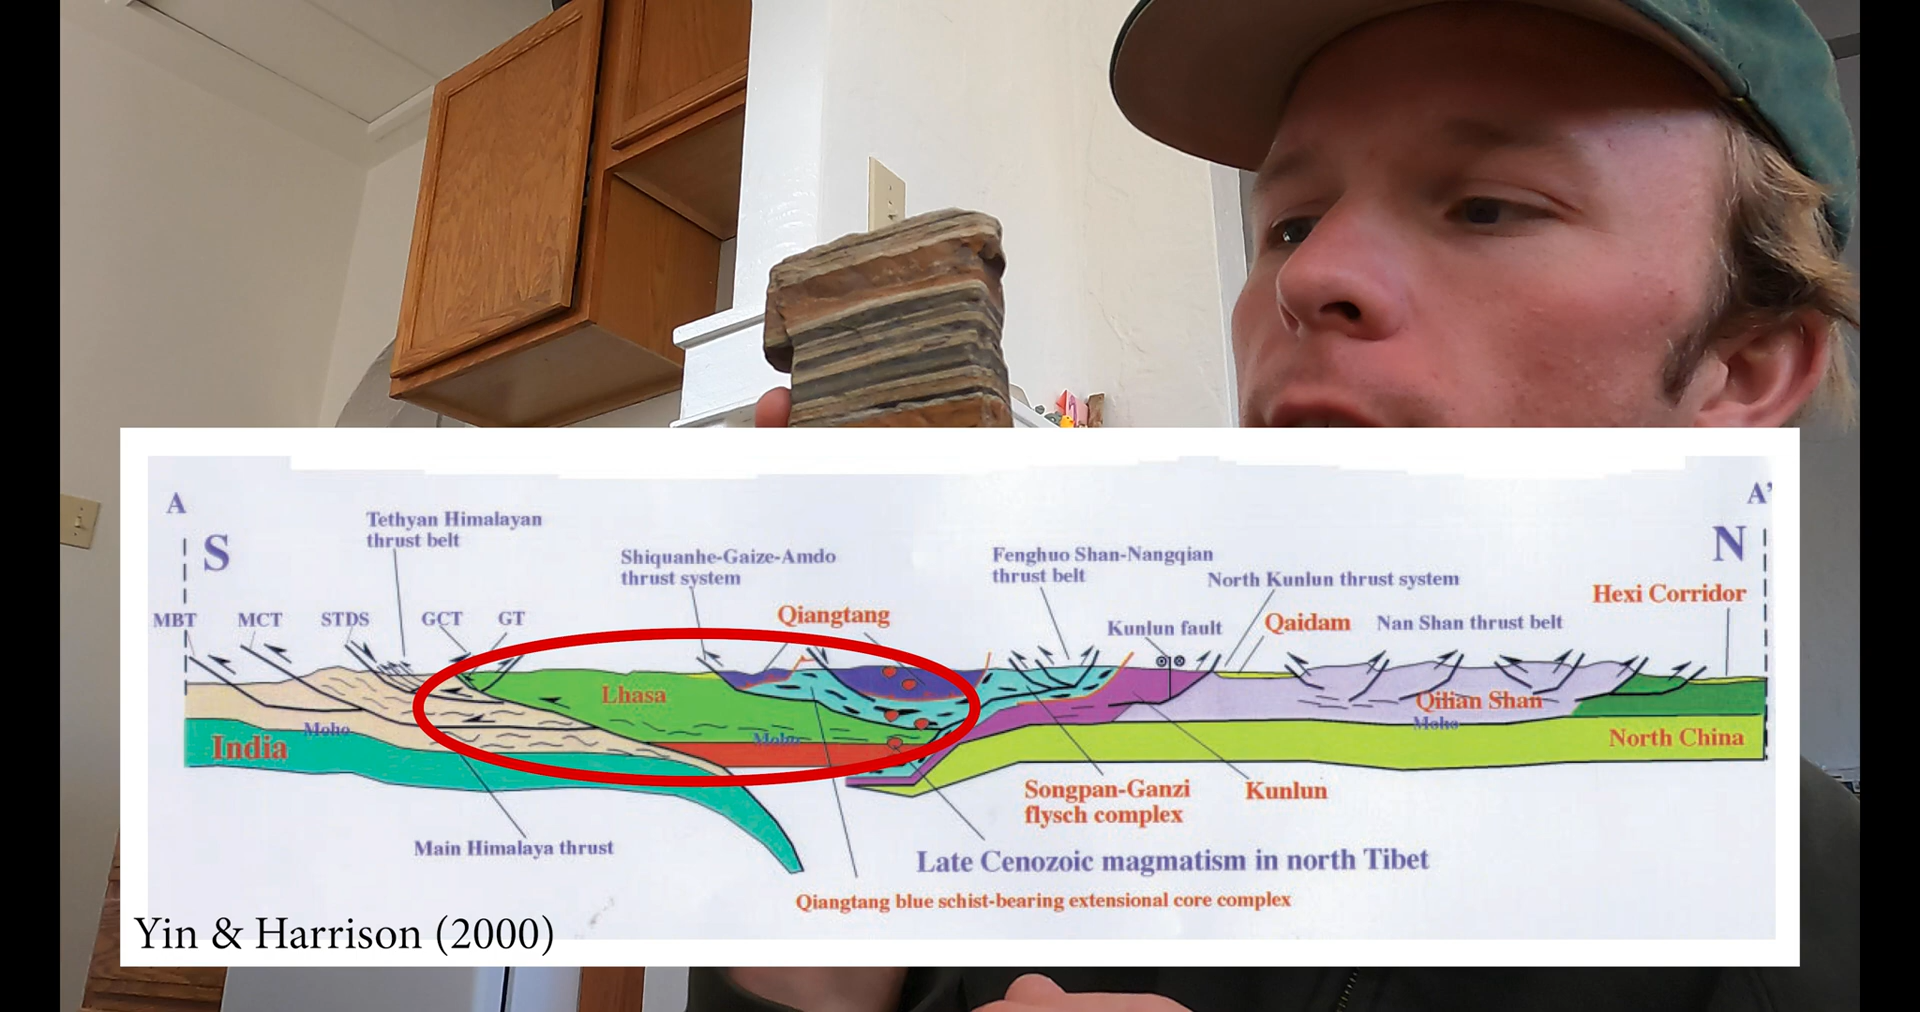 A
A'
S
N
Tethyan Himalayan
thrust belt
Shiquanhe-Gaize-Amdo
thrust system
Fenghuo Shan-Nangqian
thrust belt
North Kunlun thrust system
Hexi Corridor
MBT
MCT
STDS
GCT
GT
Qiangtang
Kunlun fault
Qaidam
Nan Shan thrust belt
Lhasa
Qilian Shan
Moho
Moho
Moho
India
North China
Songpan-Ganzi
flysch complex
Kunlun
Main Himalaya thrust
Late Cenozoic magmatism in north Tibet
Qiangtang blue schist-bearing extensional core complex
Yin & Harrison (2000)